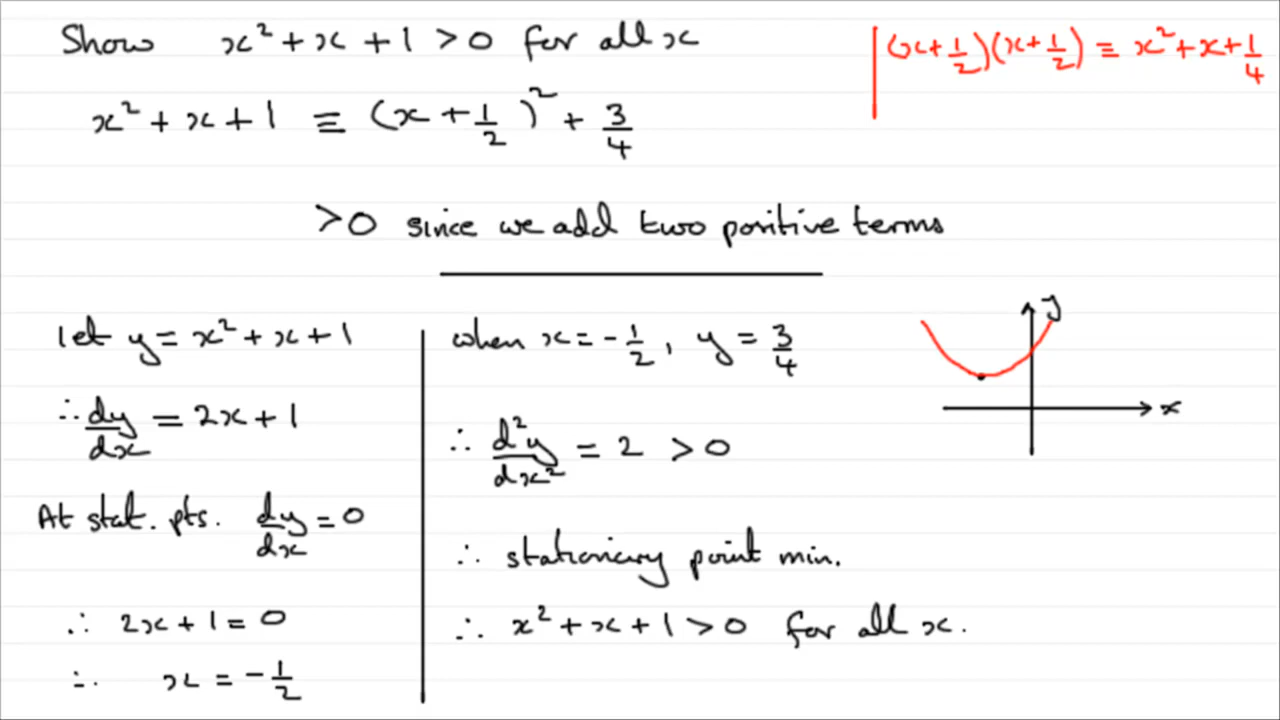 Show x² + x + 1 > 0 for all x
(x + 1/2)(x + 1/2) ≡ x² + x + 1/4
x² + x + 1 ≡ (x + 1/2)² + 3/4
> 0 since we add two positive terms
let y = x² + x + 1
∴ dy/dx = 2x + 1
At stat. pts. dy/dx = 0
∴ 2x + 1 = 0
∴ x = -1/2
when x = -1/2, y = 3/4
∴ d²y/dx² = 2 > 0
∴ stationary point min.
∴ x² + x + 1 > 0 for all x.
y
x